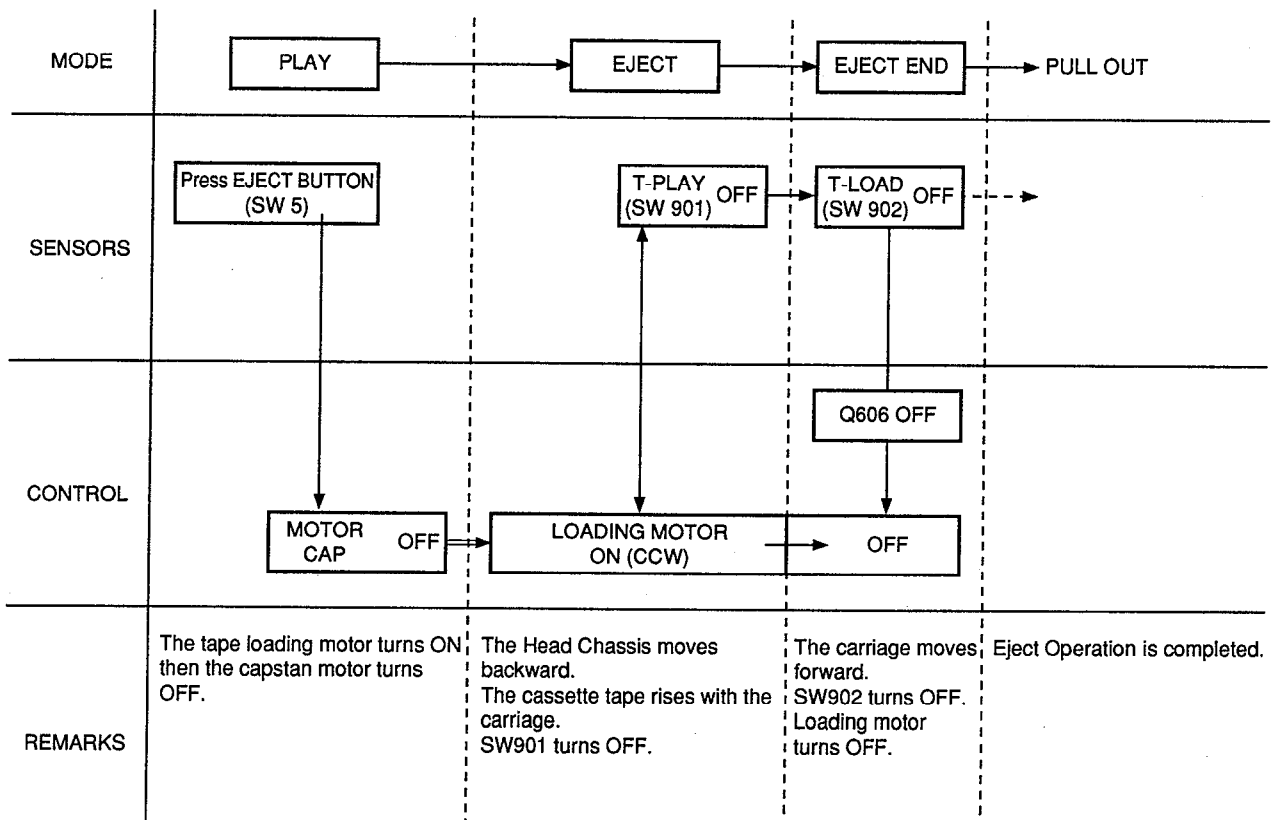 MODE
PLAY
EJECT
EJECT END
PULL OUT
SENSORS
Press EJECT BUTTON
(SW 5)
T-PLAY
(SW 901)
OFF
T-LOAD
(SW 902)
OFF
CONTROL
Q606 OFF
MOTOR
CAP
OFF
LOADING MOTOR
ON (CCW)
OFF
REMARKS
The tape loading motor turns ON
then the capstan motor turns
OFF.
The Head Chassis moves
backward.
The cassette tape rises with the
carriage.
SW901 turns OFF.
The carriage moves
forward.
SW902 turns OFF.
Loading motor
turns OFF.
Eject Operation is completed.